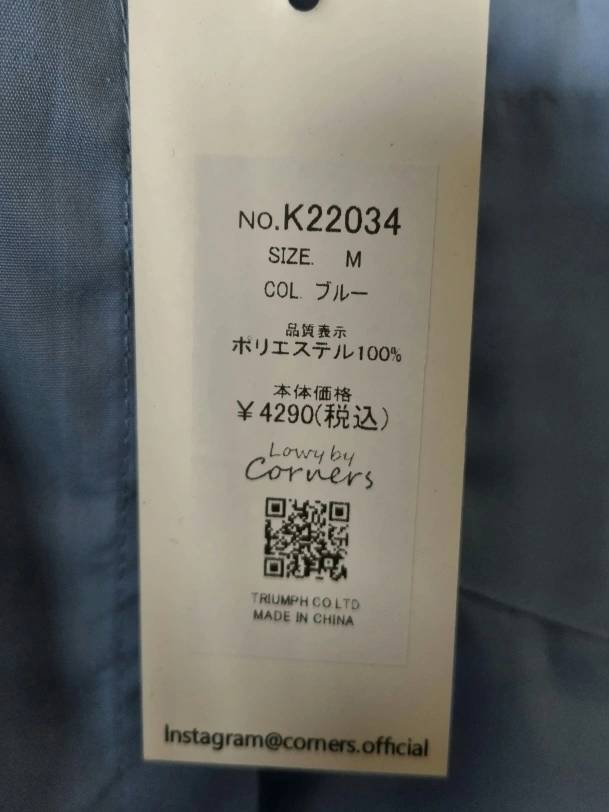 NO.K22034
SIZE. M
COL. ブルー
品質表示
ポリエステル100%
本体価格
￥4290(税込)
Lowy by
Corners
TRIUMPH CO LTD
MADE IN CHINA
Instagram@corners.official